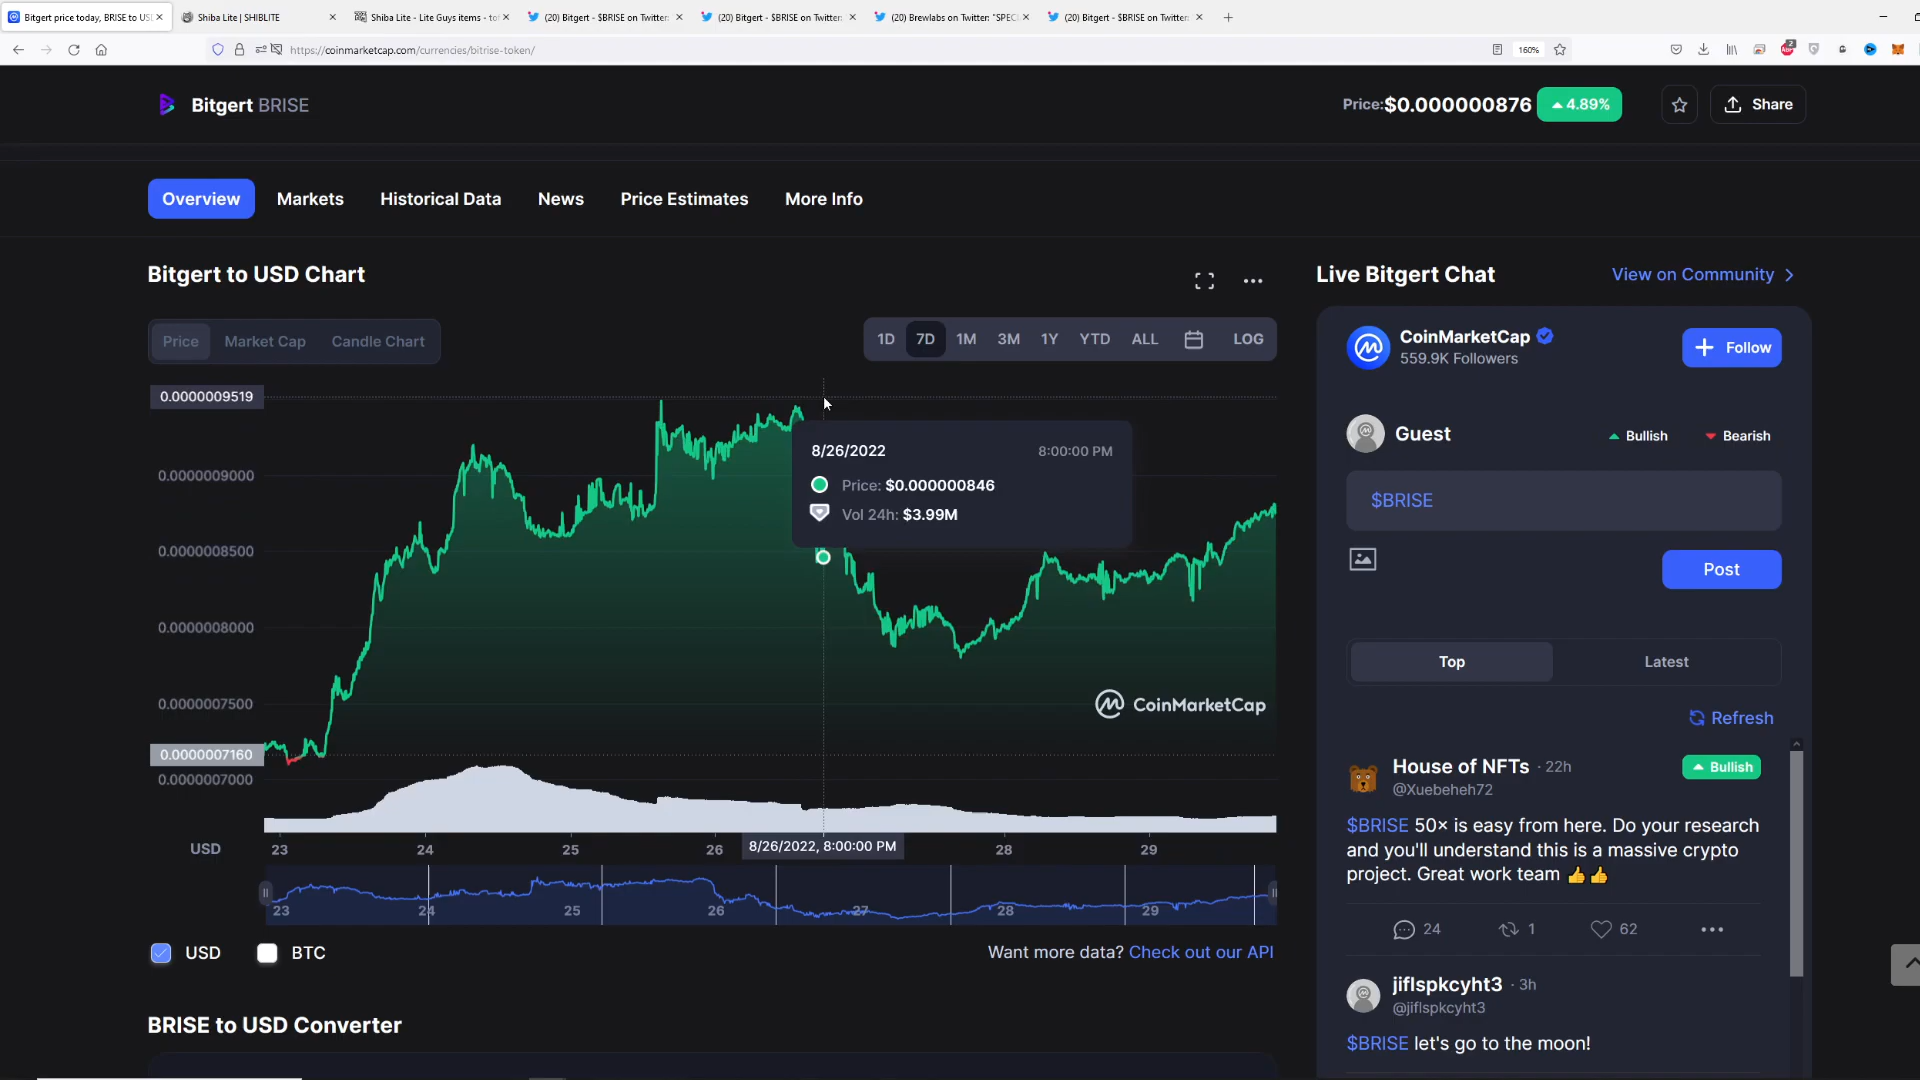 Bitgert price today, BRISE to US
Shiba Lite | SHIBLITE
Shiba Lite - Lite Guys items - to
(20) Bitgert - $BRISE on Twitter:
(20) Bitgert - $BRISE on Twitter:
(20) Brewlabs on Twitter: "SPEC
(20) Bitgert - $BRISE on Twitter:
https://coinmarketcap.com/currencies/bitrise-token/
160%
2
Bitgert BRISE
Price:$0.000000876
4.89%
Share
Overview
Markets
Historical Data
News
Price Estimates
More Info
Bitgert to USD Chart
Price
Market Cap
Candle Chart
1D
7D
1M
3M
1Y
YTD
ALL
LOG
0.0000009519
0.0000009000
0.0000008500
0.0000008000
0.0000007500
0.0000007160
0.0000007000
8/26/2022
8:00:00 PM
Price: $0.000000846
Vol 24h: $3.99M
CoinMarketCap
USD
23
24
25
26
8/26/2022, 8:00:00 PM
28
29
23
24
25
26
27
28
29
USD
BTC
Want more data? Check out our API
BRISE to USD Converter
Live Bitgert Chat
View on Community
CoinMarketCap
559.9K Followers
Follow
Guest
Bullish
Bearish
$BRISE
Post
Top
Latest
Refresh
House of NFTs · 22h
Bullish
@Xuebeheh72
$BRISE 50× is easy from here. Do your research
and you'll understand this is a massive crypto
project. Great work team 👍👍
24
1
62
jiflspkcyht3 · 3h
@jiflspkcyht3
$BRISE let's go to the moon!